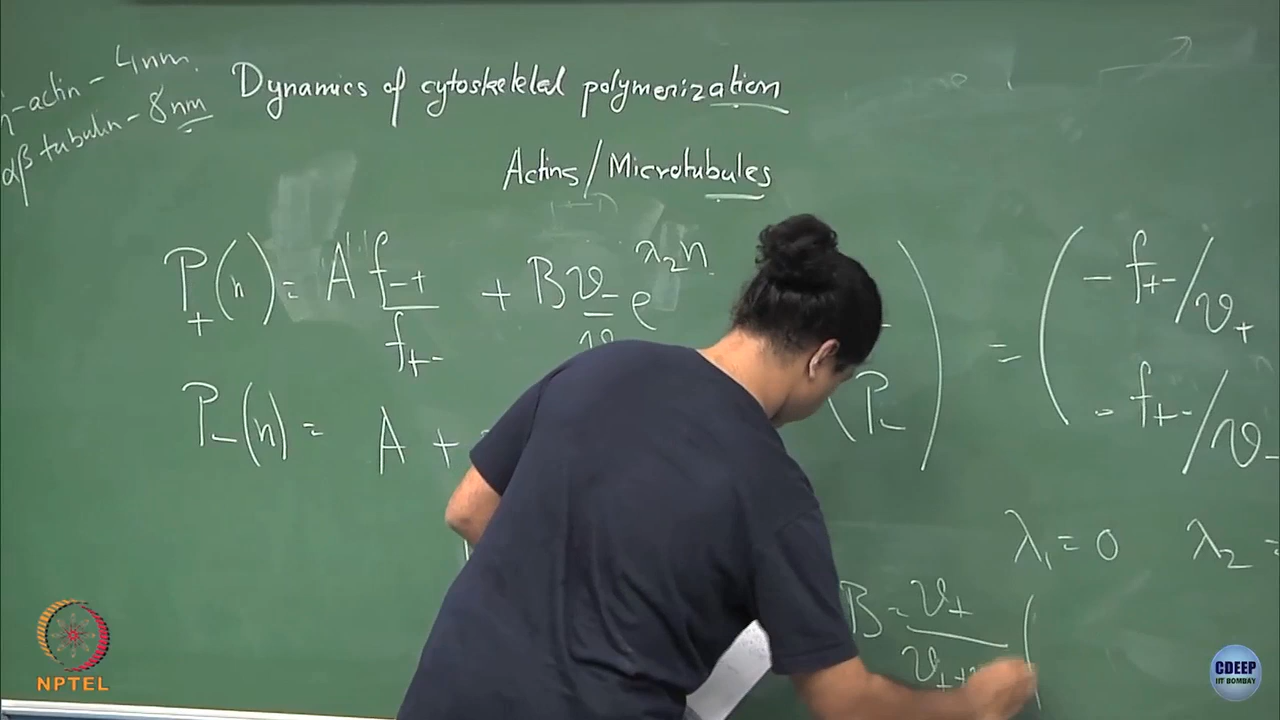 -actin - 4nm.
αβ tubulin - 8nm
Dynamics of cytoskeletal polymerization
Actins/Microtubules
P₊(n) = A f₋₊/f₊₋ + B v₋/v e^{λ₂n}
P₋(n) = A +
P₋
= ( - f₊₋/v₊
- f₊₋/v₋
λ₁ = 0 λ₂ =
B = v₊/v₊+v (
NPTEL
CDEEP
IIT BOMBAY